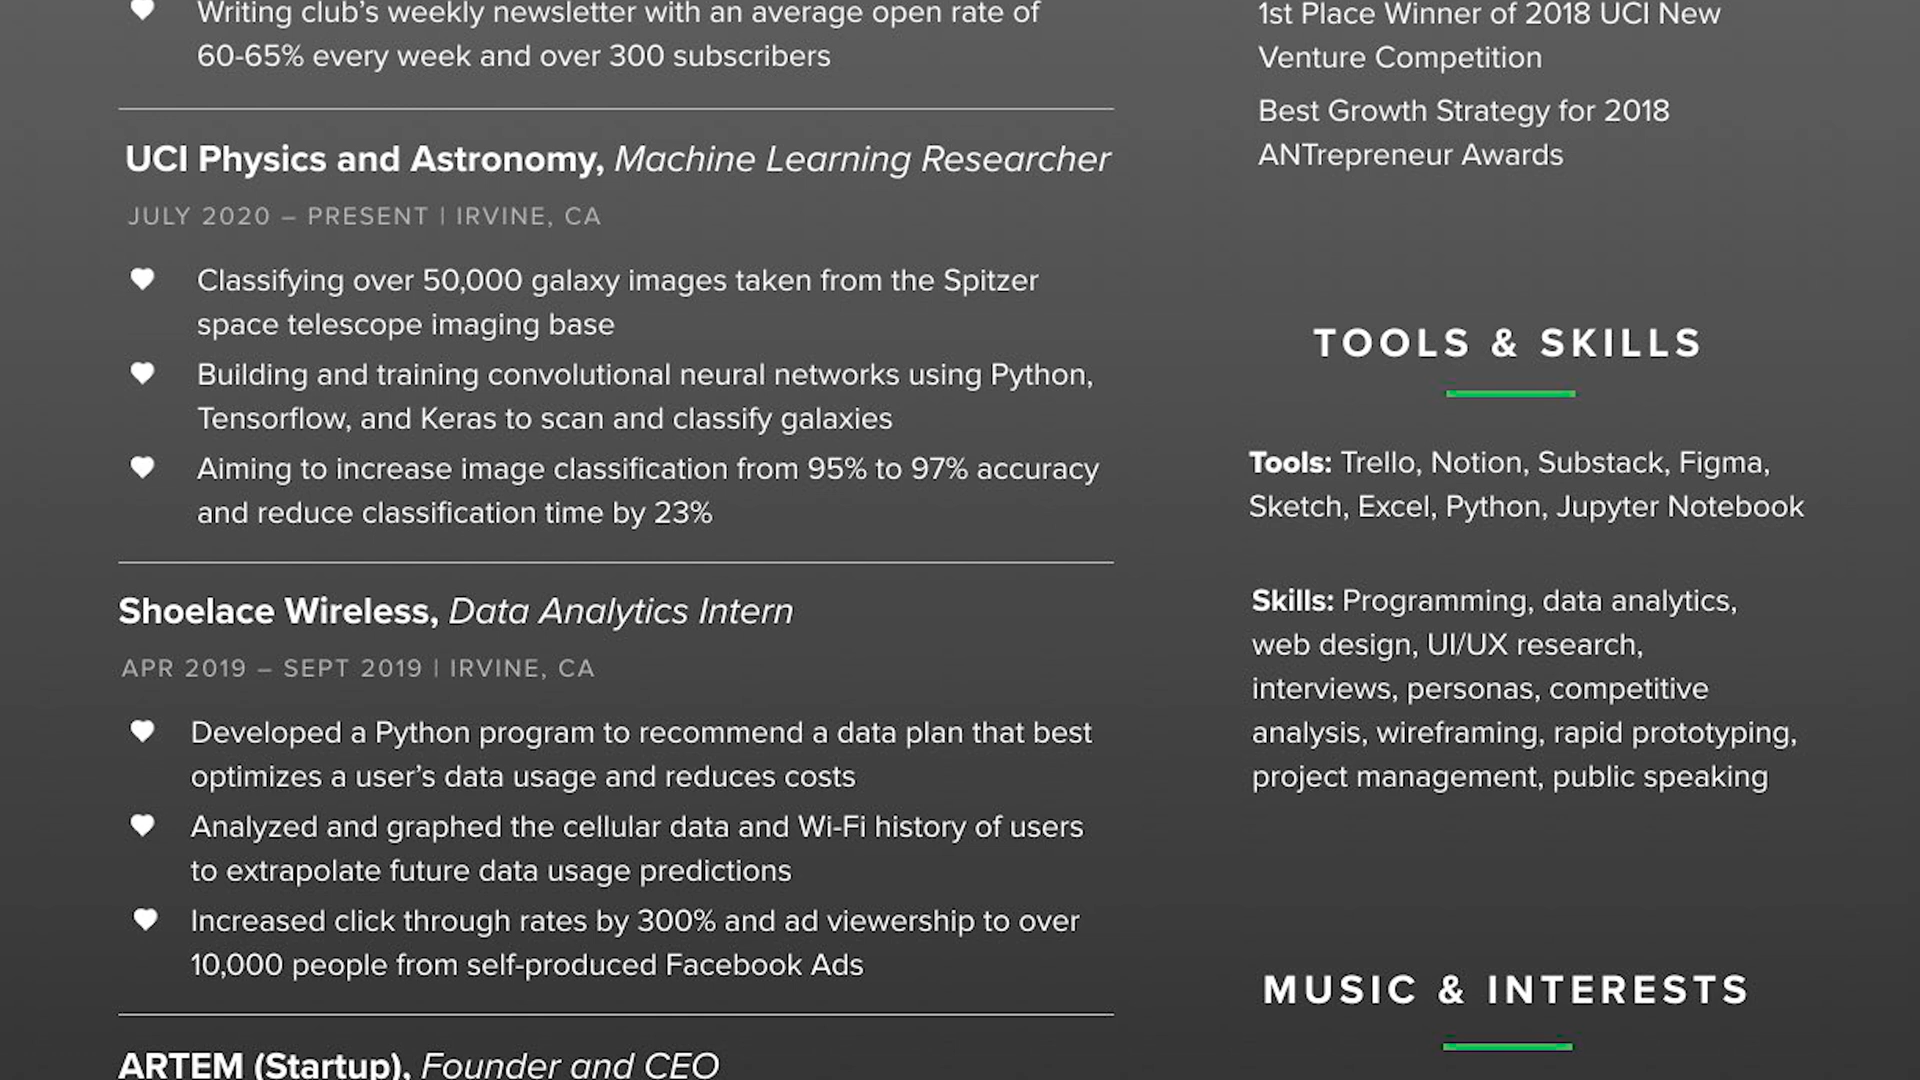 Writing club’s weekly newsletter with an average open rate of
60-65% every week and over 300 subscribers
UCI Physics and Astronomy, Machine Learning Researcher
JULY 2020 – PRESENT | IRVINE, CA
Classifying over 50,000 galaxy images taken from the Spitzer
space telescope imaging base
Building and training convolutional neural networks using Python,
Tensorflow, and Keras to scan and classify galaxies
Aiming to increase image classification from 95% to 97% accuracy
and reduce classification time by 23%
Shoelace Wireless, Data Analytics Intern
APR 2019 – SEPT 2019 | IRVINE, CA
Developed a Python program to recommend a data plan that best
optimizes a user’s data usage and reduces costs
Analyzed and graphed the cellular data and Wi-Fi history of users
to extrapolate future data usage predictions
Increased click through rates by 300% and ad viewership to over
10,000 people from self-produced Facebook Ads
ARTEM (Startup), Founder and CEO
1st Place Winner of 2018 UCI New
Venture Competition
Best Growth Strategy for 2018
ANTrepreneur Awards
TOOLS & SKILLS
Tools: Trello, Notion, Substack, Figma,
Sketch, Excel, Python, Jupyter Notebook
Skills: Programming, data analytics,
web design, UI/UX research,
interviews, personas, competitive
analysis, wireframing, rapid prototyping,
project management, public speaking
MUSIC & INTERESTS